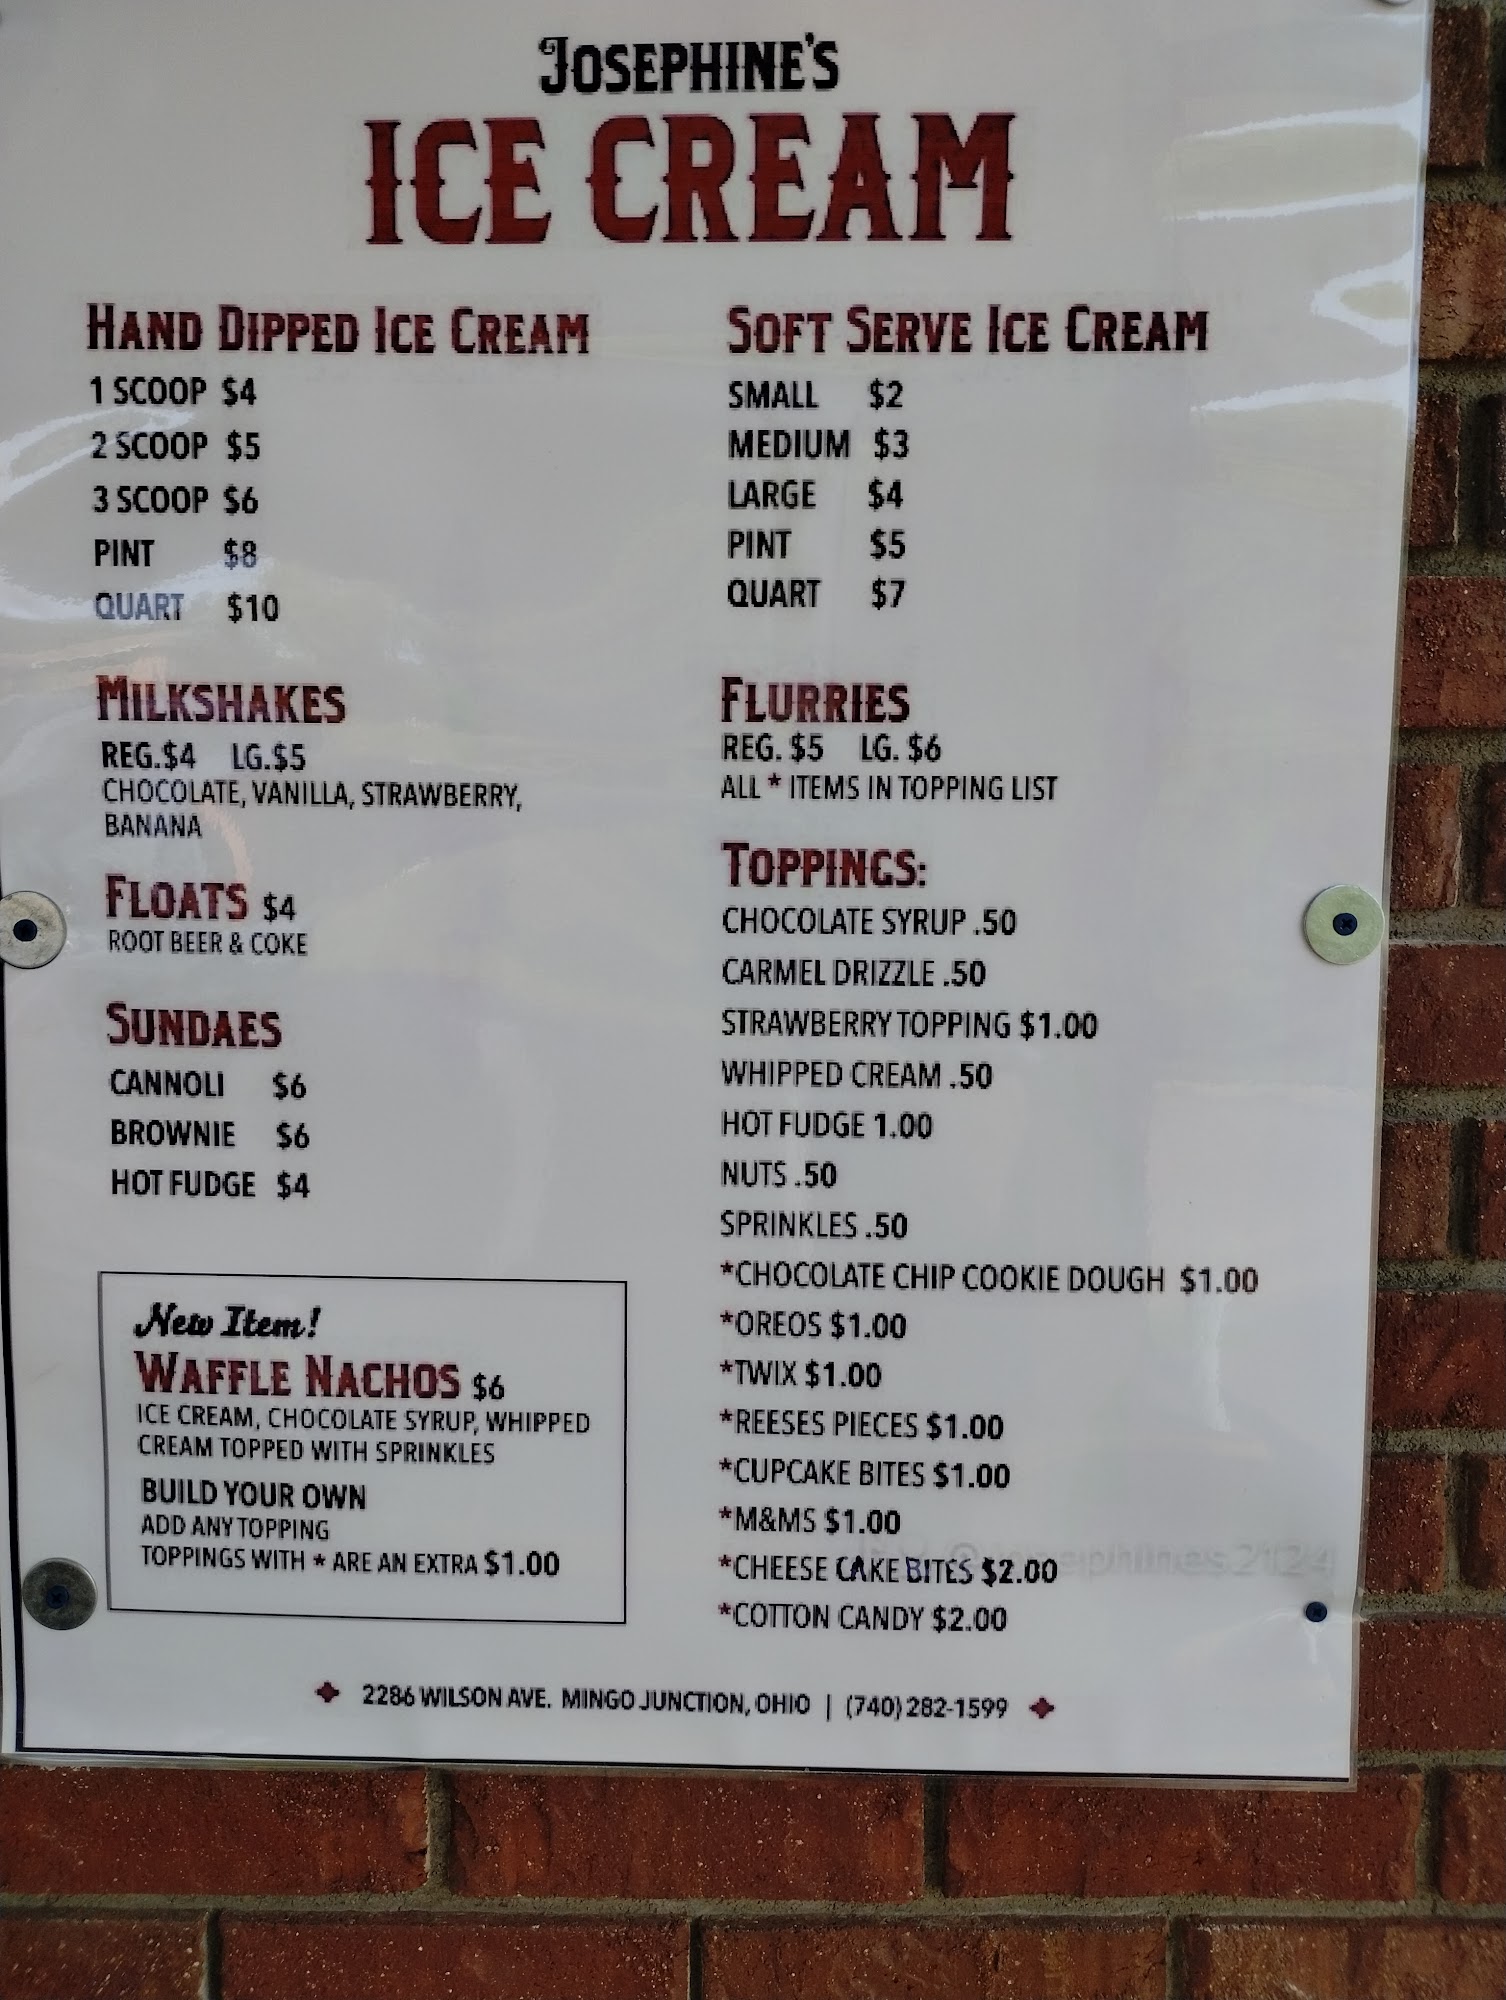 JOSEPHINE'S
ICE CREAM
HAND DIPPED ICE CREAM
1 SCOOP $4
2 SCOOP $5
3 SCOOP $6
PINT $8
QUART $10
MILKSHAKES
REG.$4 LG.$5
CHOCOLATE, VANILLA, STRAWBERRY,
BANANA
FLOATS $4
ROOT BEER & COKE
SUNDAES
CANNOLI $6
BROWNIE $6
HOT FUDGE $4
New Item!
WAFFLE NACHOS $6
ICE CREAM, CHOCOLATE SYRUP, WHIPPED
CREAM TOPPED WITH SPRINKLES
BUILD YOUR OWN
ADD ANY TOPPING
TOPPINGS WITH * ARE AN EXTRA $1.00
SOFT SERVE ICE CREAM
SMALL $2
MEDIUM $3
LARGE $4
PINT $5
QUART $7
FLURRIES
REG. $5 LG. $6
ALL * ITEMS IN TOPPING LIST
TOPPINGS:
CHOCOLATE SYRUP .50
CARMEL DRIZZLE .50
STRAWBERRY TOPPING $1.00
WHIPPED CREAM .50
HOT FUDGE 1.00
NUTS .50
SPRINKLES .50
*CHOCOLATE CHIP COOKIE DOUGH $1.00
*OREOS $1.00
*TWIX $1.00
*REESES PIECES $1.00
*CUPCAKE BITES $1.00
*M&MS $1.00
*CHEESE CAKE BITES $2.00
*COTTON CANDY $2.00
2286 WILSON AVE. MINGO JUNCTION, OHIO | (740) 282-1599